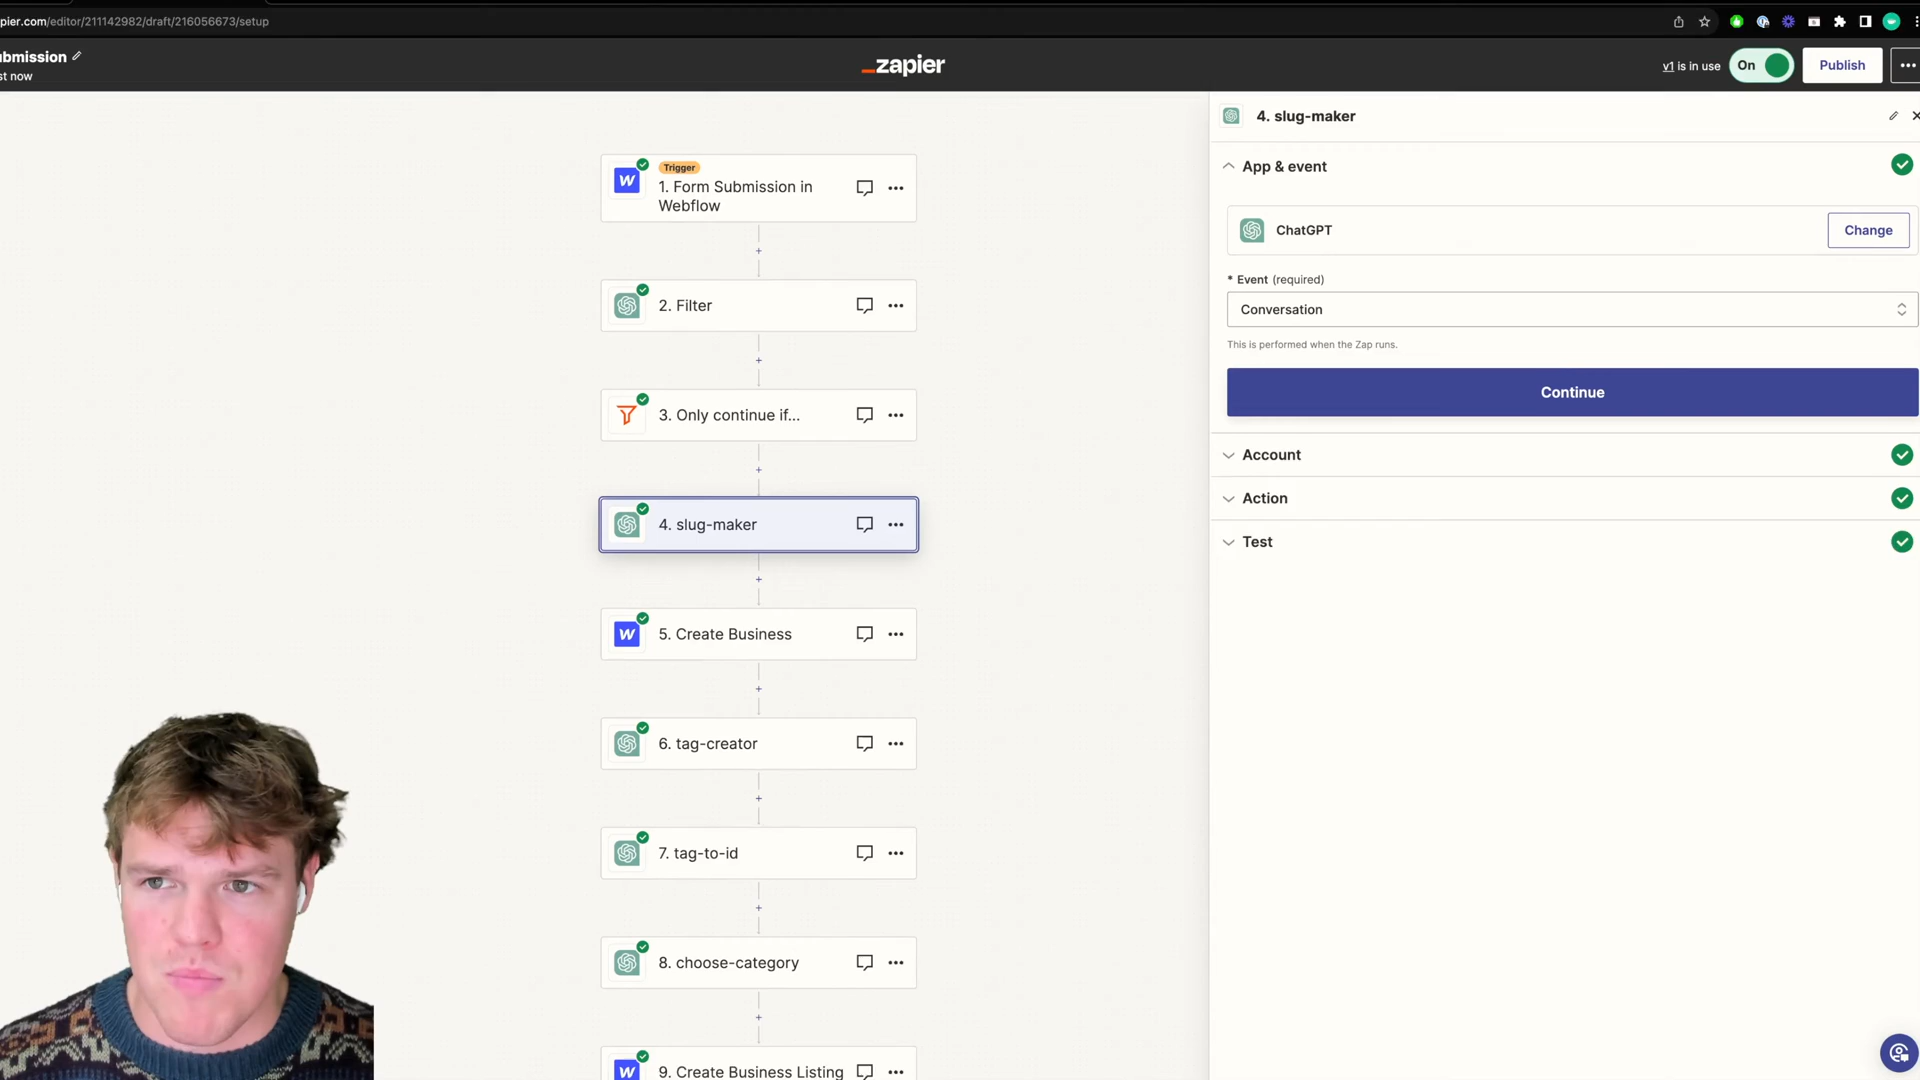 pier.com/editor/211142982/draft/216056673/setup
ubmission
st now
zapier
v1 is in use
On
Publish
4. slug-maker
App & event
ChatGPT
Change
* Event (required)
Conversation
This is performed when the Zap runs.
Continue
Account
Action
Test
Trigger
1. Form Submission in
Webflow
2. Filter
3. Only continue if...
4. slug-maker
5. Create Business
6. tag-creator
7. tag-to-id
8. choose-category
9. Create Business Listing